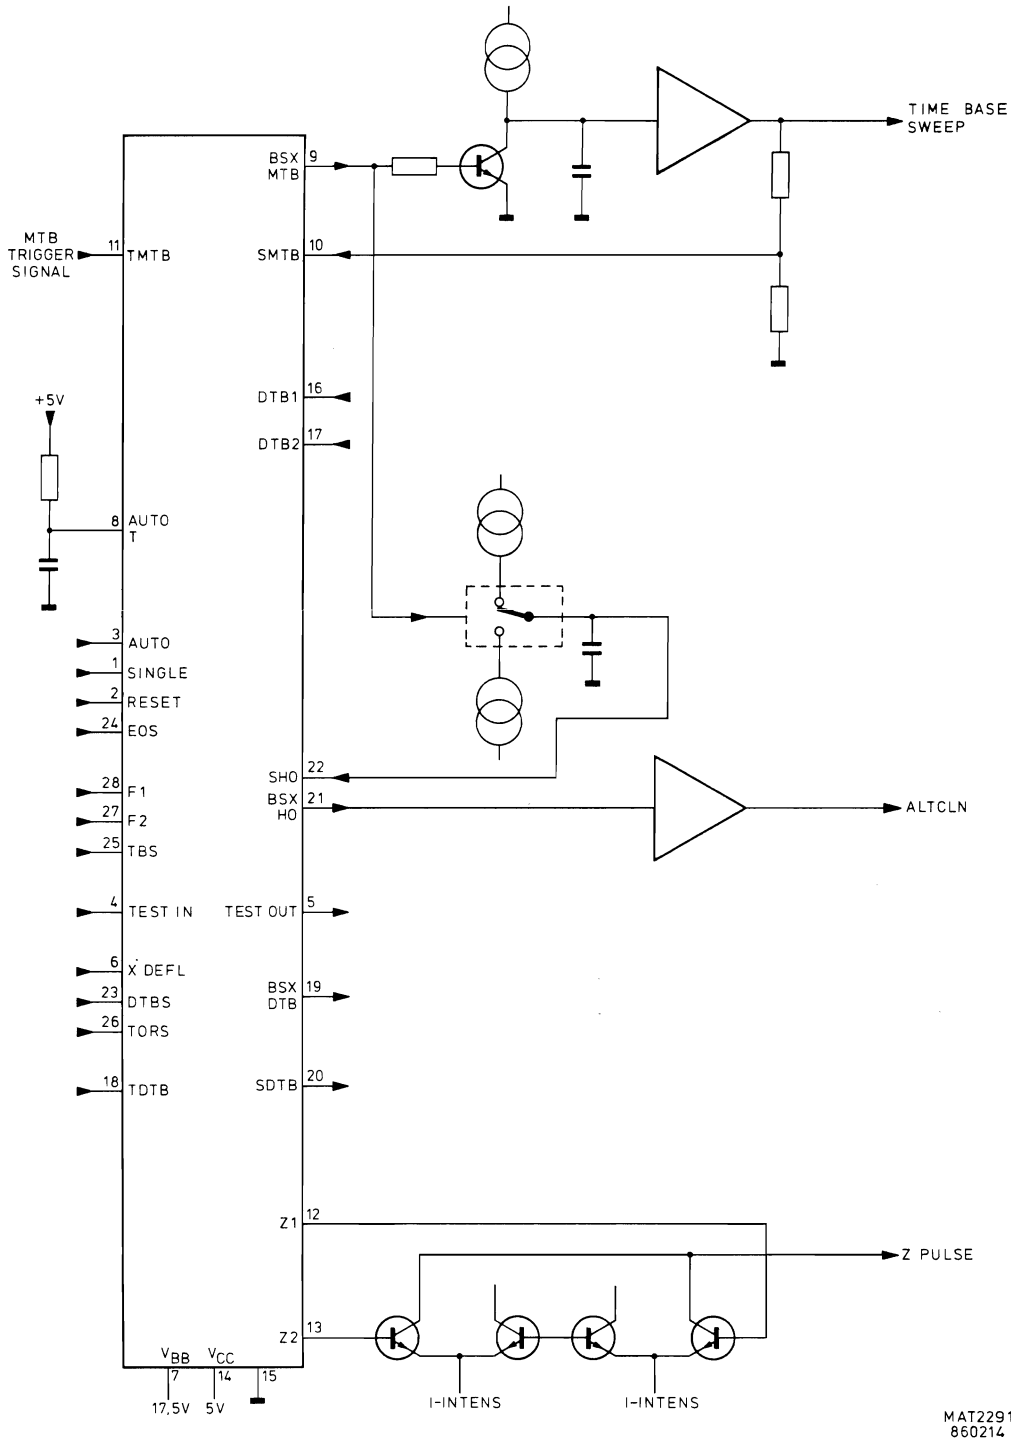 TIME BASE
SWEEP
BSX 9
MTB
MTB
TRIGGER
SIGNAL
11 TMTB
SMTB 10
DTB1 16
+5V
DTB2 17
8 AUTO
T
3 AUTO
1 SINGLE
2 RESET
24 EOS
SHO 22
28 F1
BSX 21
HO
ALTCLN
27 F2
25 TBS
4 TEST IN
TEST OUT 5
6 X DEFL
BSX 19
DTB
23 DTBS
26 TORS
18 TDTB
SDTB 20
Z1 12
Z PULSE
Z2 13
VBB VCC
7 14 15
17,5V 5V
I-INTENS I-INTENS
MAT2291
860214